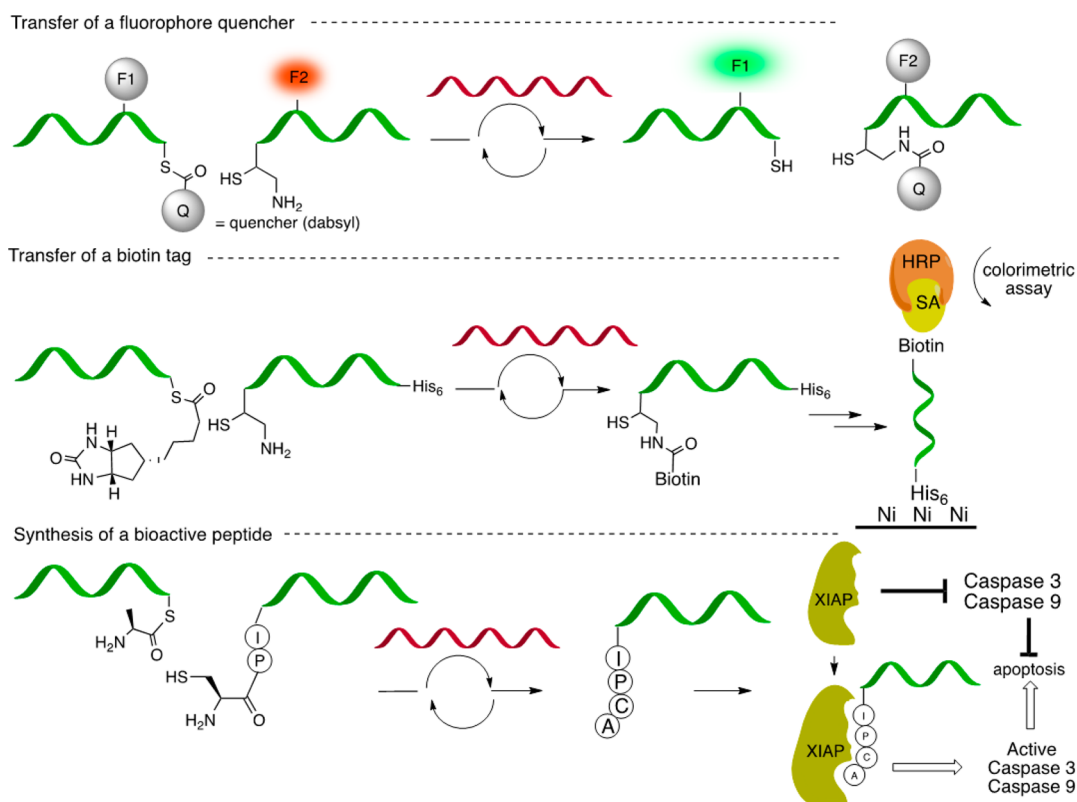 Transfer of a fluorophore quencher
F1
F2
F1
F2
S
O
Q
HS
NH2
= quencher (dabsyl)
SH
HS
H
N
O
Q
Transfer of a biotin tag
HRP
SA
colorimetric
assay
Biotin
S
O
His6
HS
NH2
H
HN
O
HN
H
His6
HS
HN
O
Biotin
His6
Ni Ni Ni
Synthesis of a bioactive peptide
S
H2N
O
I
P
HS
H2N
O
I
P
C
A
XIAP
Caspase 3
Caspase 9
apoptosis
XIAP
I
P
C
A
Active
Caspase 3
Caspase 9